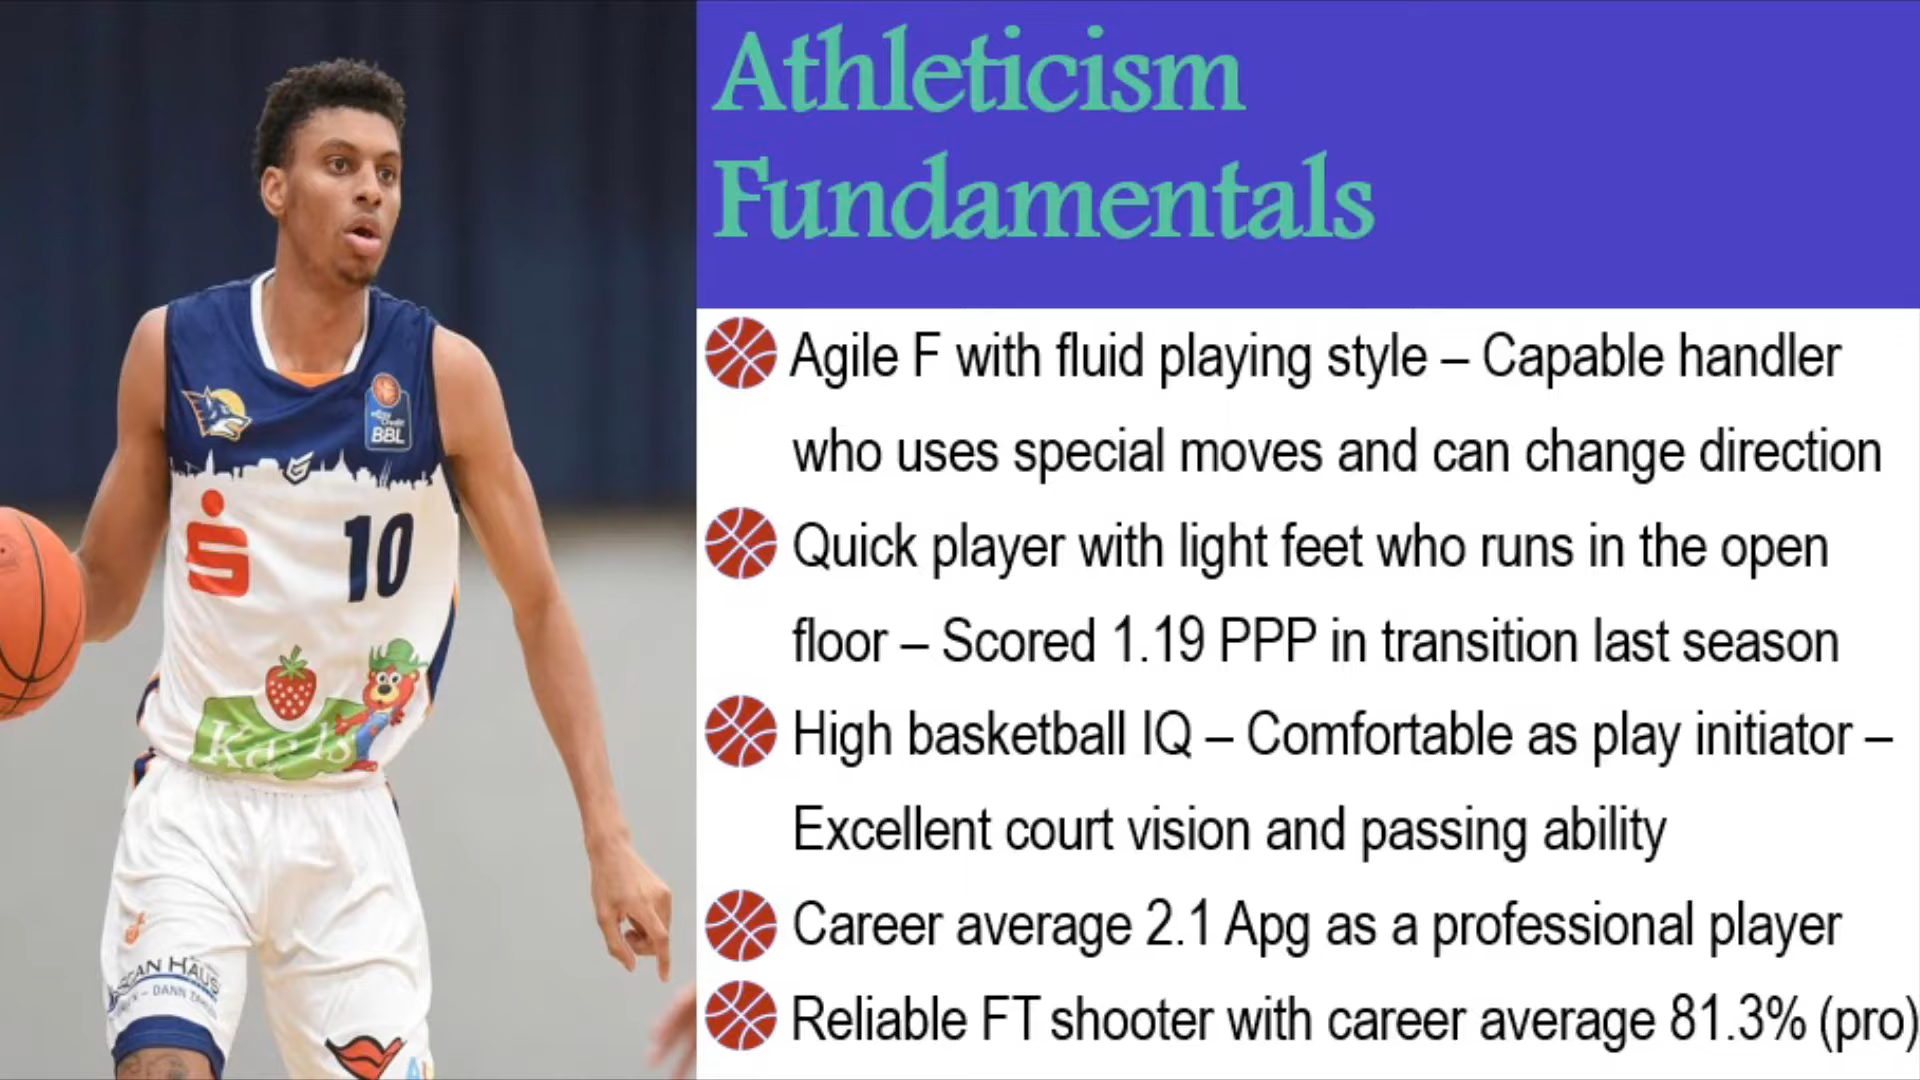 Athleticism
Fundamentals
Agile F with fluid playing style – Capable handler
who uses special moves and can change direction
Quick player with light feet who runs in the open
floor – Scored 1.19 PPP in transition last season
High basketball IQ – Comfortable as play initiator –
Excellent court vision and passing ability
Career average 2.1 Apg as a professional player
Reliable FT shooter with career average 81.3% (pro)
easy
Credit
BBL
10
Karls